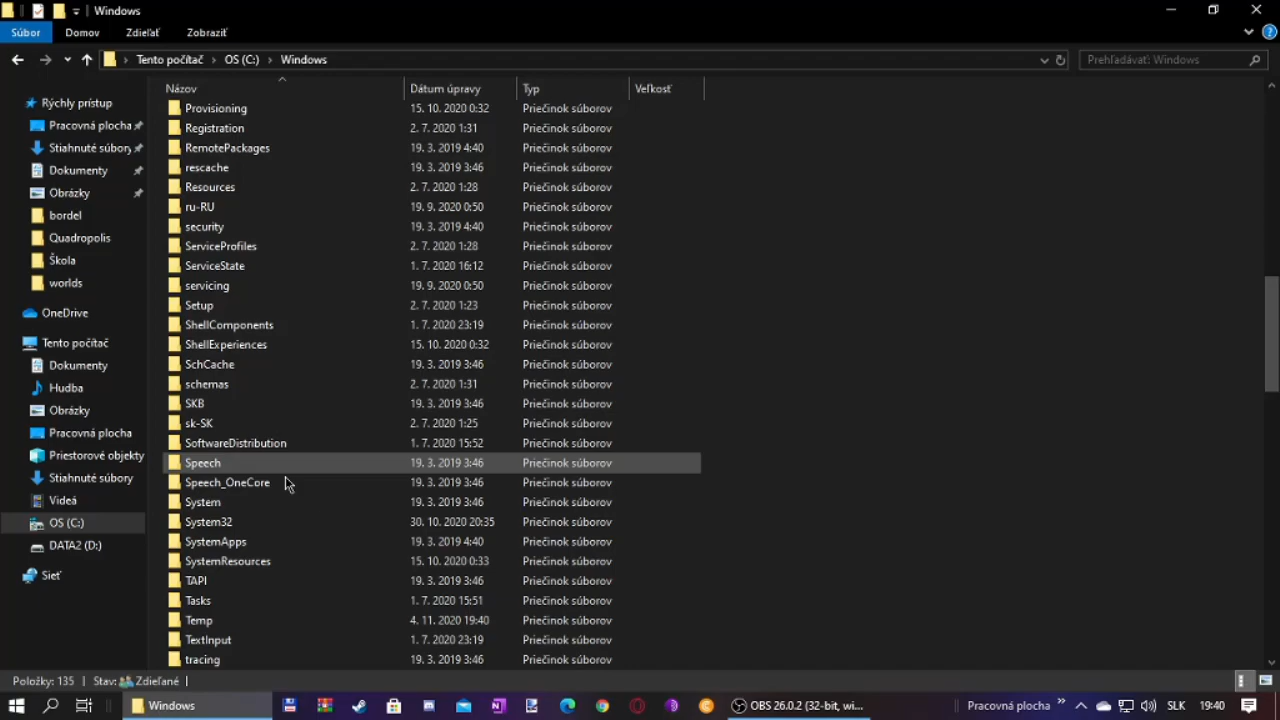 Windows
Súbor Domov Zdieľať Zobraziť
Tento počítač OS (C:) Windows Prehľadávať: Windows
Názov Dátum úpravy Typ Veľkosť
Rýchly prístup
Pracovná plocha
Stiahnuté súbory
Dokumenty
Obrázky
bordel
Quadropolis
Škola
worlds
OneDrive
Tento počítač
Dokumenty
Hudba
Obrázky
Pracovná plocha
Priestorové objekty
Stiahnuté súbory
Videá
OS (C:)
DATA2 (D:)
Sieť
Provisioning 15. 10. 2020 0:32 Priečinok súborov
Registration 2. 7. 2020 1:31 Priečinok súborov
RemotePackages 19. 3. 2019 4:40 Priečinok súborov
rescache 19. 3. 2019 3:46 Priečinok súborov
Resources 2. 7. 2020 1:28 Priečinok súborov
ru-RU 19. 9. 2020 0:50 Priečinok súborov
security 19. 3. 2019 4:40 Priečinok súborov
ServiceProfiles 2. 7. 2020 1:28 Priečinok súborov
ServiceState 1. 7. 2020 16:12 Priečinok súborov
servicing 19. 9. 2020 0:50 Priečinok súborov
Setup 2. 7. 2020 1:23 Priečinok súborov
ShellComponents 1. 7. 2020 23:19 Priečinok súborov
ShellExperiences 15. 10. 2020 0:32 Priečinok súborov
SchCache 19. 3. 2019 3:46 Priečinok súborov
schemas 2. 7. 2020 1:31 Priečinok súborov
SKB 19. 3. 2019 3:46 Priečinok súborov
sk-SK 2. 7. 2020 1:25 Priečinok súborov
SoftwareDistribution 1. 7. 2020 15:52 Priečinok súborov
Speech 19. 3. 2019 3:46 Priečinok súborov
Speech_OneCore 19. 3. 2019 3:46 Priečinok súborov
System 19. 3. 2019 3:46 Priečinok súborov
System32 30. 10. 2020 20:35 Priečinok súborov
SystemApps 19. 3. 2019 4:40 Priečinok súborov
SystemResources 15. 10. 2020 0:33 Priečinok súborov
TAPI 19. 3. 2019 3:46 Priečinok súborov
Tasks 1. 7. 2020 15:51 Priečinok súborov
Temp 4. 11. 2020 19:40 Priečinok súborov
TextInput 1. 7. 2020 23:19 Priečinok súborov
tracing 19. 3. 2019 3:46 Priečinok súborov
Položky: 135 Stav: Zdieľané
Windows OBS 26.0.2 (32-bit, wi... Pracovná plocha SLK 19:40